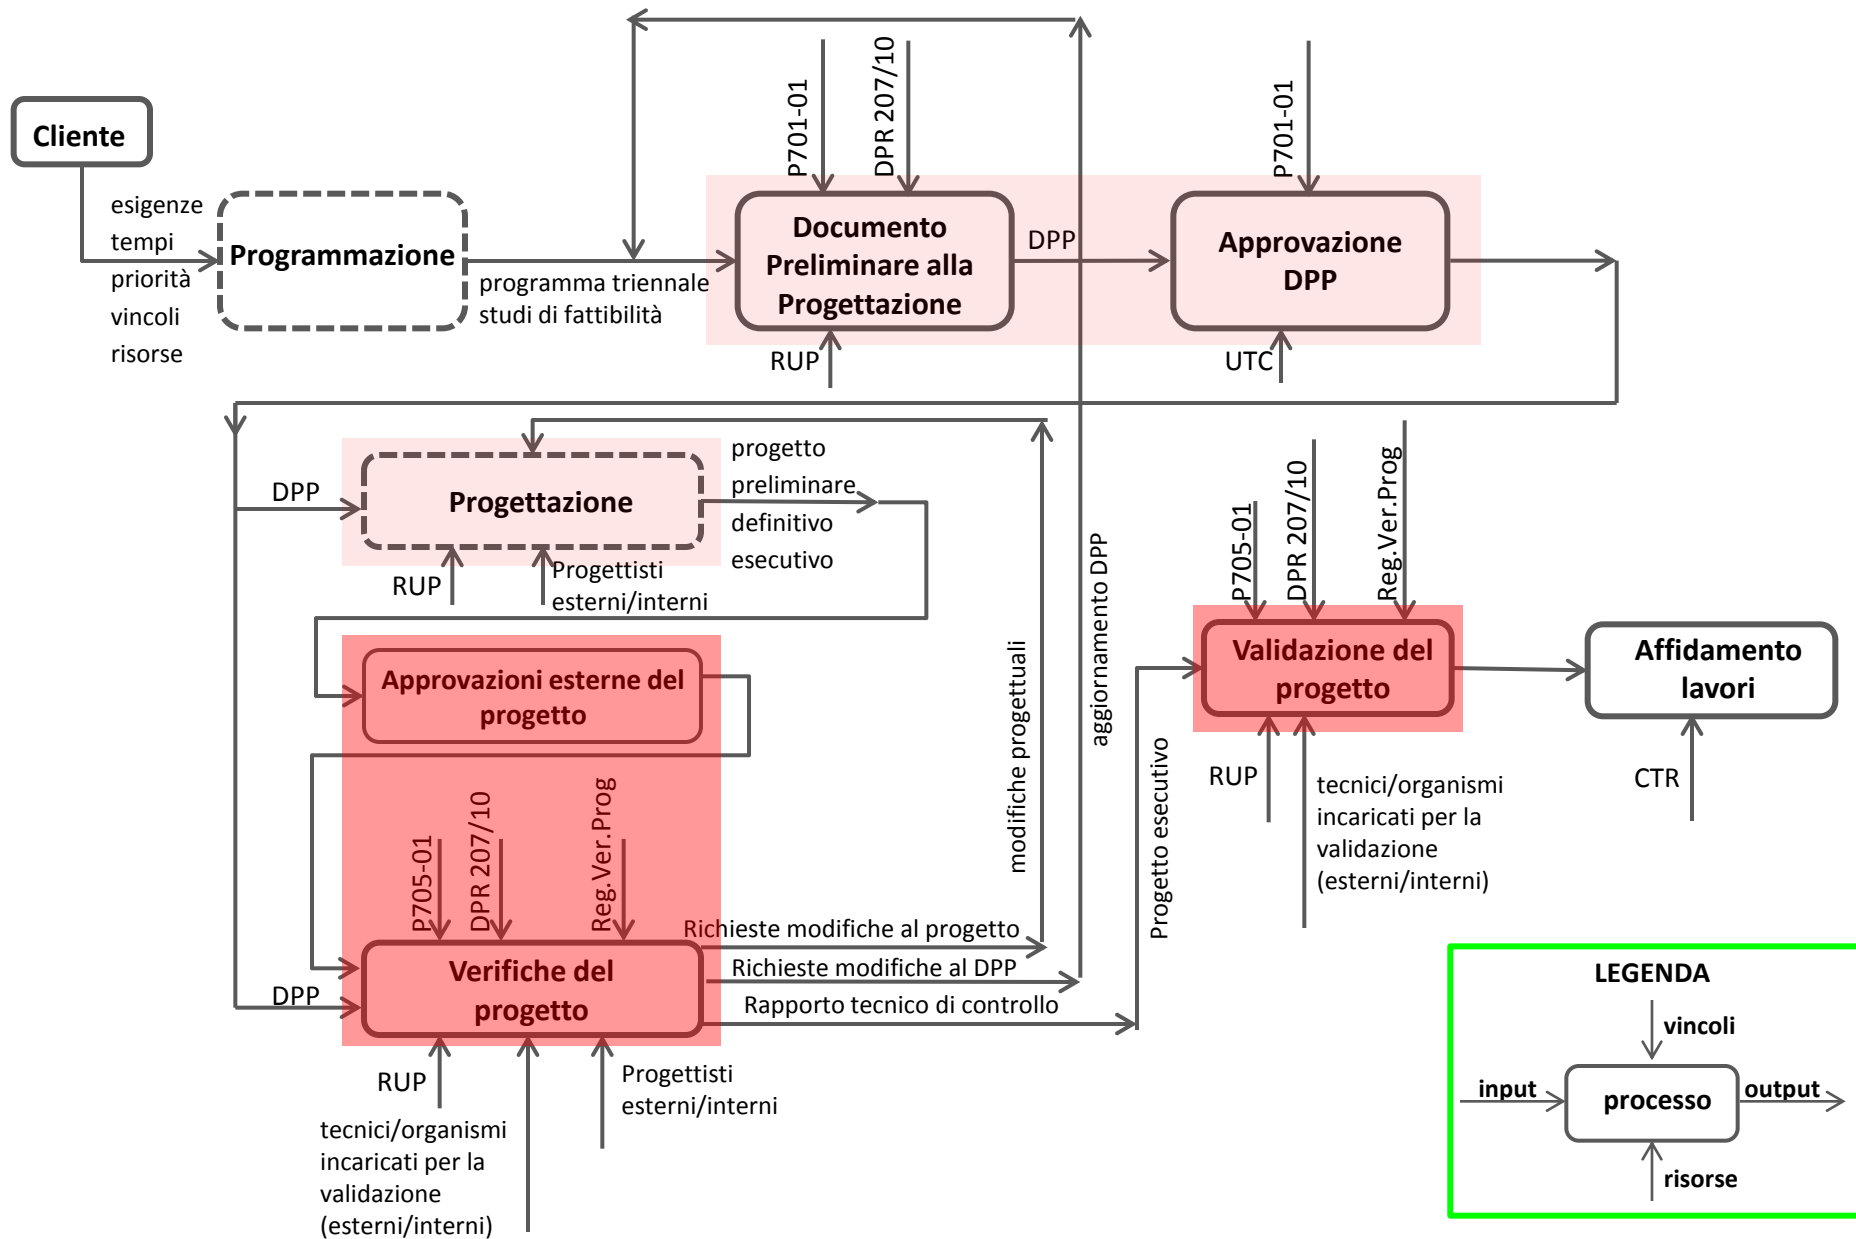 Cliente
esigenze
tempi
priorità
vincoli
risorse
Programmazione
programma triennale
studi di fattibilità
P701-01
DPR 207/10
Documento
Preliminare alla
Progettazione
RUP
DPP
P701-01
Approvazione
DPP
UTC
DPP
Progettazione
RUP
Progettisti
esterni/interni
progetto
preliminare
definitivo
esecutivo
Approvazioni esterne del
progetto
P705-01
DPR 207/10
Reg.Ver.Prog
DPP
Verifiche del
progetto
RUP
tecnici/organismi
incaricati per la
validazione
(esterni/interni)
Progettisti
esterni/interni
Richieste modifiche al progetto
Richieste modifiche al DPP
Rapporto tecnico di controllo
modifiche progettuali
aggiornamento DPP
Progetto esecutivo
P705-01
DPR 207/10
Reg.Ver.Prog
Validazione del
progetto
RUP
tecnici/organismi
incaricati per la
validazione
(esterni/interni)
Affidamento
lavori
CTR
LEGENDA
vincoli
input
processo
output
risorse